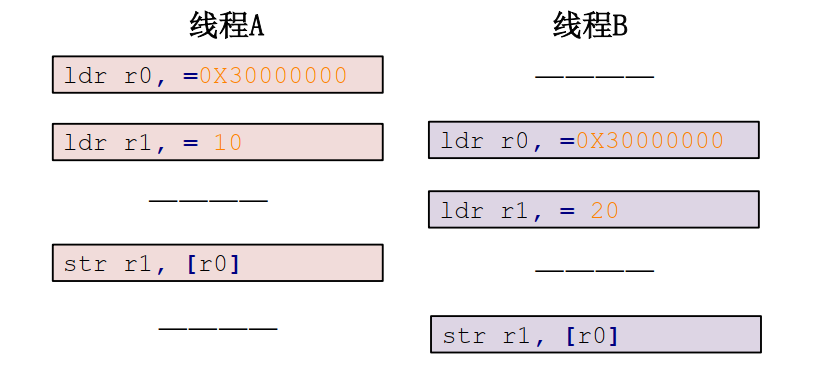 线程A
ldr r0, =0X30000000
ldr r1, = 10
————
str r1, [r0]
————
线程B
————
ldr r0, =0X30000000
ldr r1, = 20
————
str r1, [r0]